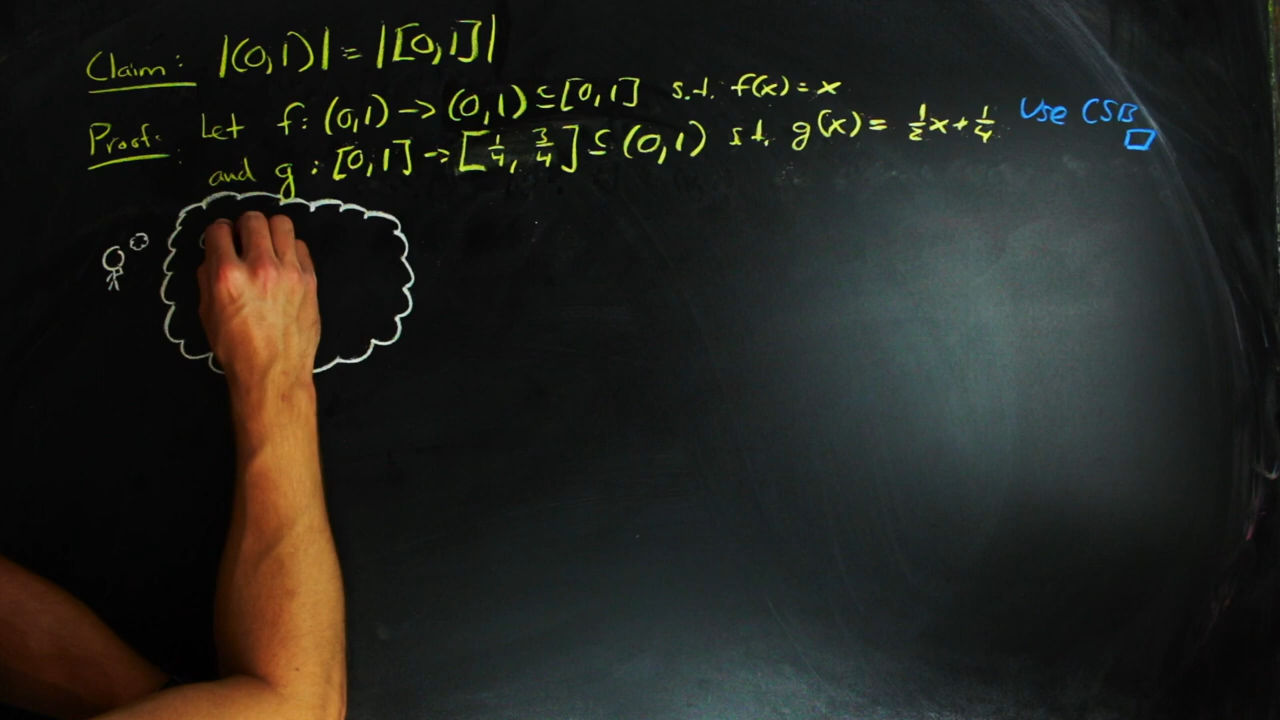 Claim: |(0,1)| = |[0,1]|
Proof: Let f: (0,1) → (0,1) ⊆ [0,1] s.t. f(x) = x
and g: [0,1] → [1/4, 3/4] ⊆ (0,1) s.t. g(x) = 1/2x + 1/4 Use CSB □